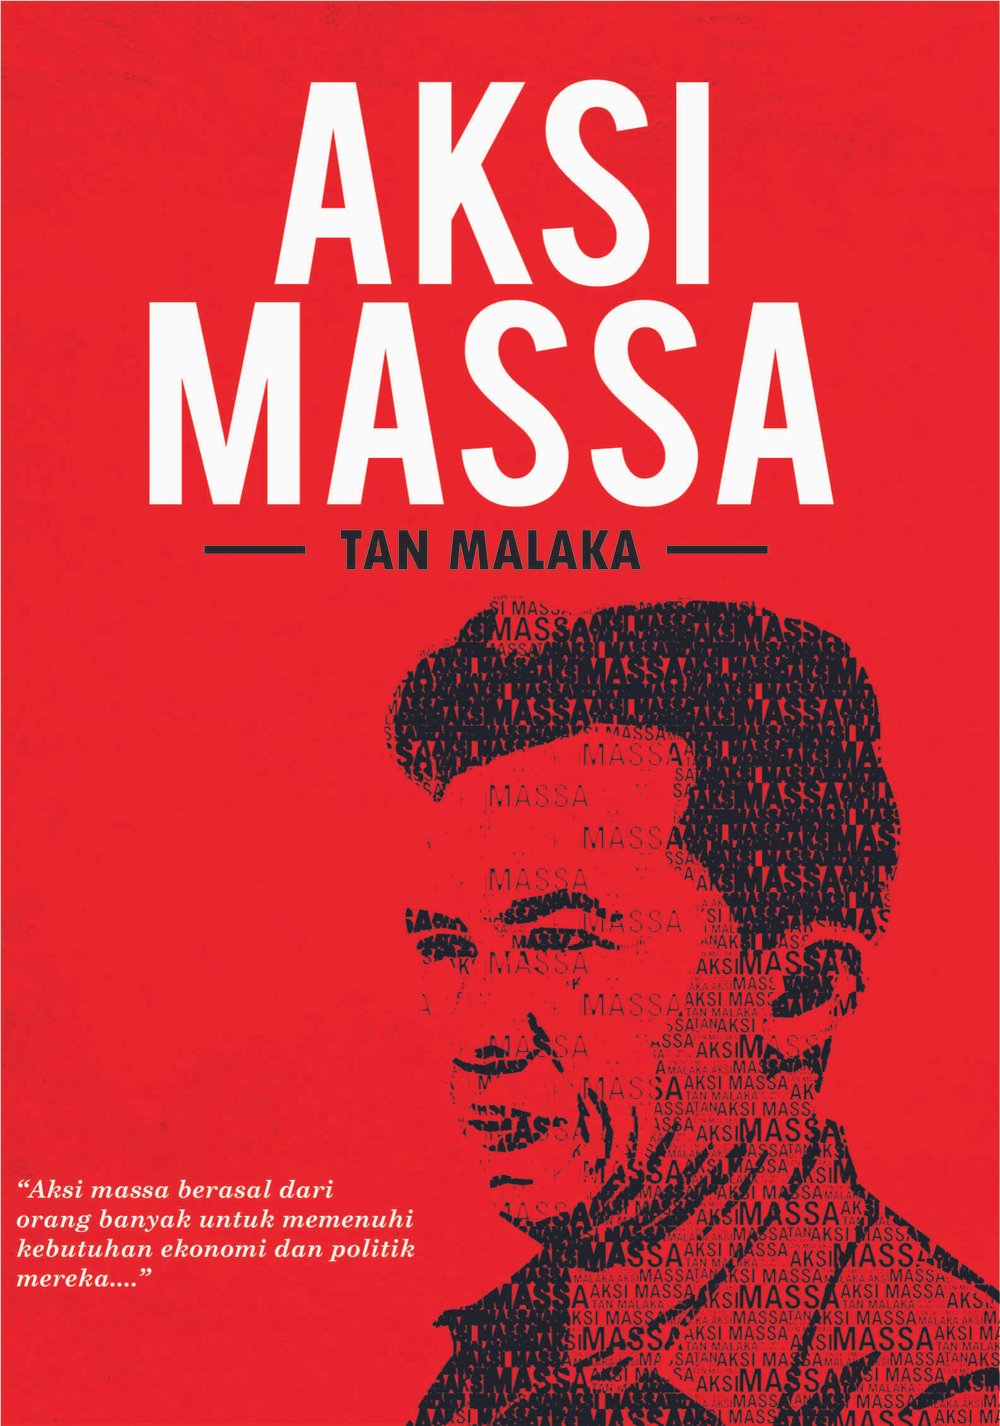 AKSI
MASSA
TAN MALAKA
“Aksi massa berasal dari
orang banyak untuk memenuhi
kebutuhan ekonomi dan politik
mereka....”